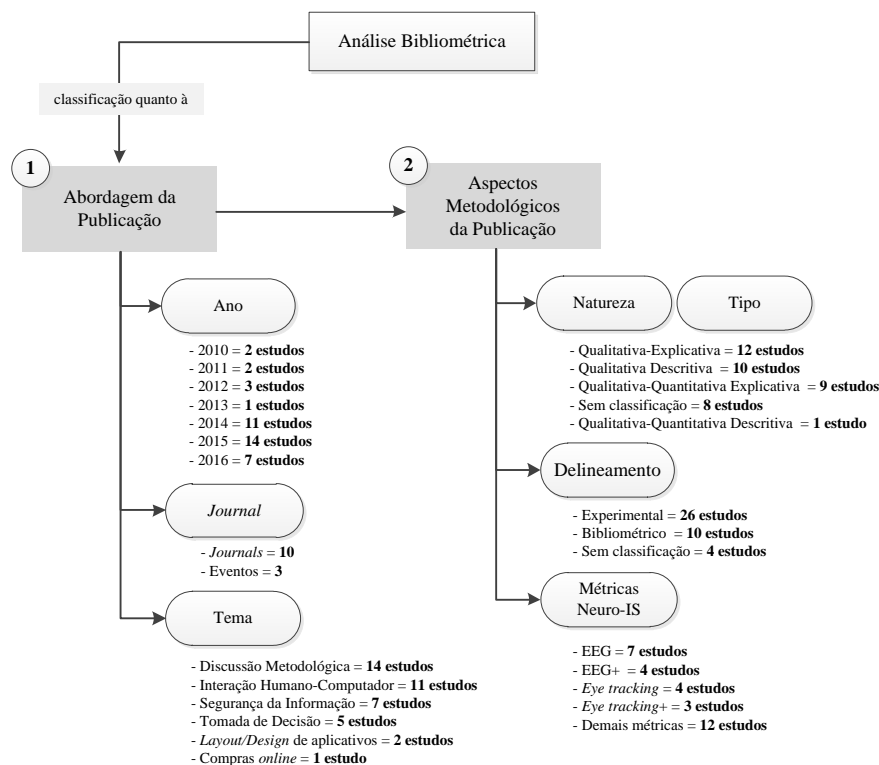 Análise Bibliométrica
classificação quanto à
1
Abordagem da
Publicação
2
Aspectos
Metodológicos
da Publicação
Ano
- 2010 = 2 estudos
- 2011 = 2 estudos
- 2012 = 3 estudos
- 2013 = 1 estudos
- 2014 = 11 estudos
- 2015 = 14 estudos
- 2016 = 7 estudos
Journal
- Journals = 10
- Eventos = 3
Tema
- Discussão Metodológica = 14 estudos
- Interação Humano-Computador = 11 estudos
- Segurança da Informação = 7 estudos
- Tomada de Decisão = 5 estudos
- Layout/Design de aplicativos = 2 estudos
- Compras online = 1 estudo
Natureza
Tipo
- Qualitativa-Explicativa = 12 estudos
- Qualitativa Descritiva = 10 estudos
- Qualitativa-Quantitativa Explicativa = 9 estudos
- Sem classificação = 8 estudos
- Qualitativa-Quantitativa Descritiva = 1 estudo
Delineamento
- Experimental = 26 estudos
- Bibliométrico = 10 estudos
- Sem classificação = 4 estudos
Métricas
Neuro-IS
- EEG = 7 estudos
- EEG+ = 4 estudos
- Eye tracking = 4 estudos
- Eye tracking+ = 3 estudos
- Demais métricas = 12 estudos